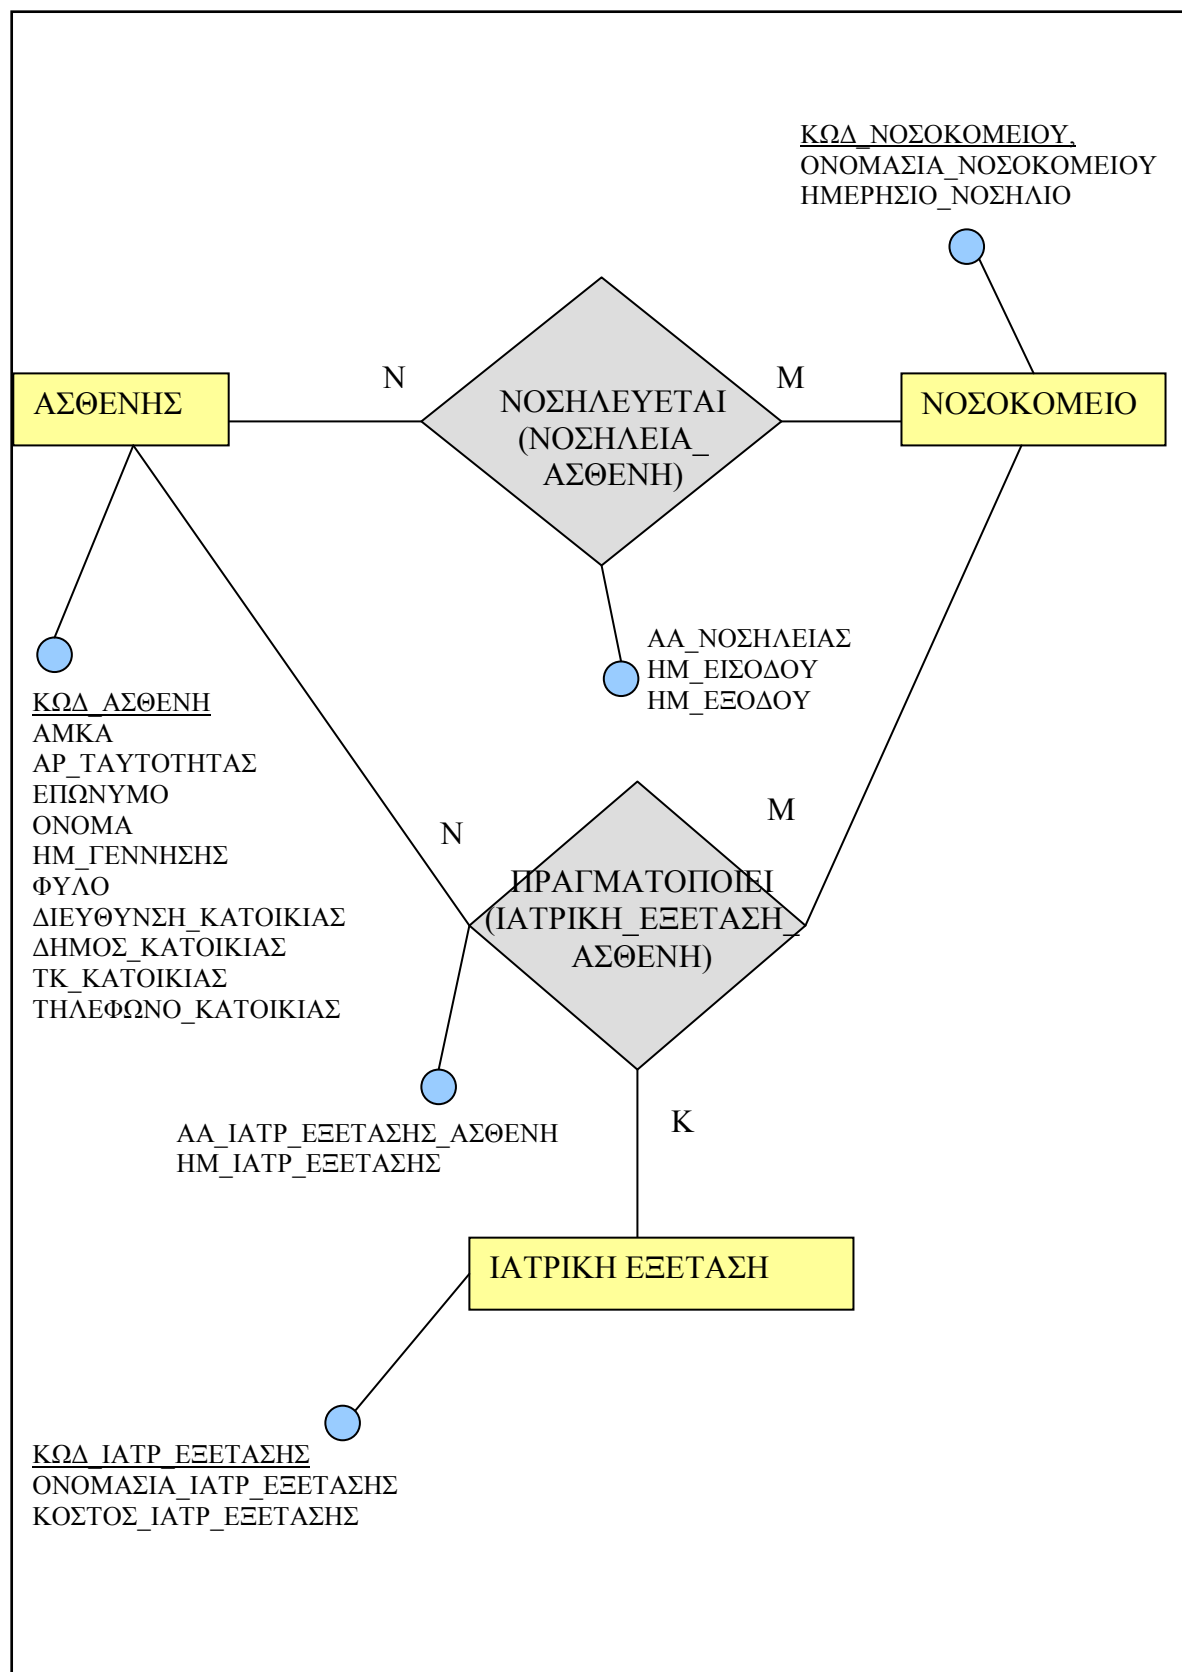 ΚΩΔ_ΝΟΣΟΚΟΜΕΙΟΥ,
ΟΝΟΜΑΣΙΑ_ΝΟΣΟΚΟΜΕΙΟΥ
ΗΜΕΡΗΣΙΟ_ΝΟΣΗΛΙΟ
Ν
Μ
ΑΣΘΕΝΗΣ
ΝΟΣΗΛΕΥΕΤΑΙ
(ΝΟΣΗΛΕΙΑ_
ΑΣΘΕΝΗ)
ΝΟΣΟΚΟΜΕΙΟ
ΑΑ_ΝΟΣΗΛΕΙΑΣ
ΗΜ_ΕΙΣΟΔΟΥ
ΗΜ_ΕΞΟΔΟΥ
ΚΩΔ_ΑΣΘΕΝΗ
ΑΜΚΑ
ΑΡ_ΤΑΥΤΟΤΗΤΑΣ
ΕΠΩΝΥΜΟ
ΟΝΟΜΑ
ΗΜ_ΓΕΝΝΗΣΗΣ
ΦΥΛΟ
ΔΙΕΥΘΥΝΣΗ_ΚΑΤΟΙΚΙΑΣ
ΔΗΜΟΣ_ΚΑΤΟΙΚΙΑΣ
ΤΚ_ΚΑΤΟΙΚΙΑΣ
ΤΗΛΕΦΩΝΟ_ΚΑΤΟΙΚΙΑΣ
Ν
Μ
ΠΡΑΓΜΑΤΟΠΟΙΕΙ
(ΙΑΤΡΙΚΗ_ΕΞΕΤΑΣΗ_
ΑΣΘΕΝΗ)
ΑΑ_ΙΑΤΡ_ΕΞΕΤΑΣΗΣ_ΑΣΘΕΝΗ
ΗΜ_ΙΑΤΡ_ΕΞΕΤΑΣΗΣ
Κ
ΙΑΤΡΙΚΗ ΕΞΕΤΑΣΗ
ΚΩΔ_ΙΑΤΡ_ΕΞΕΤΑΣΗΣ
ΟΝΟΜΑΣΙΑ_ΙΑΤΡ_ΕΞΕΤΑΣΗΣ
ΚΟΣΤΟΣ_ΙΑΤΡ_ΕΞΕΤΑΣΗΣ